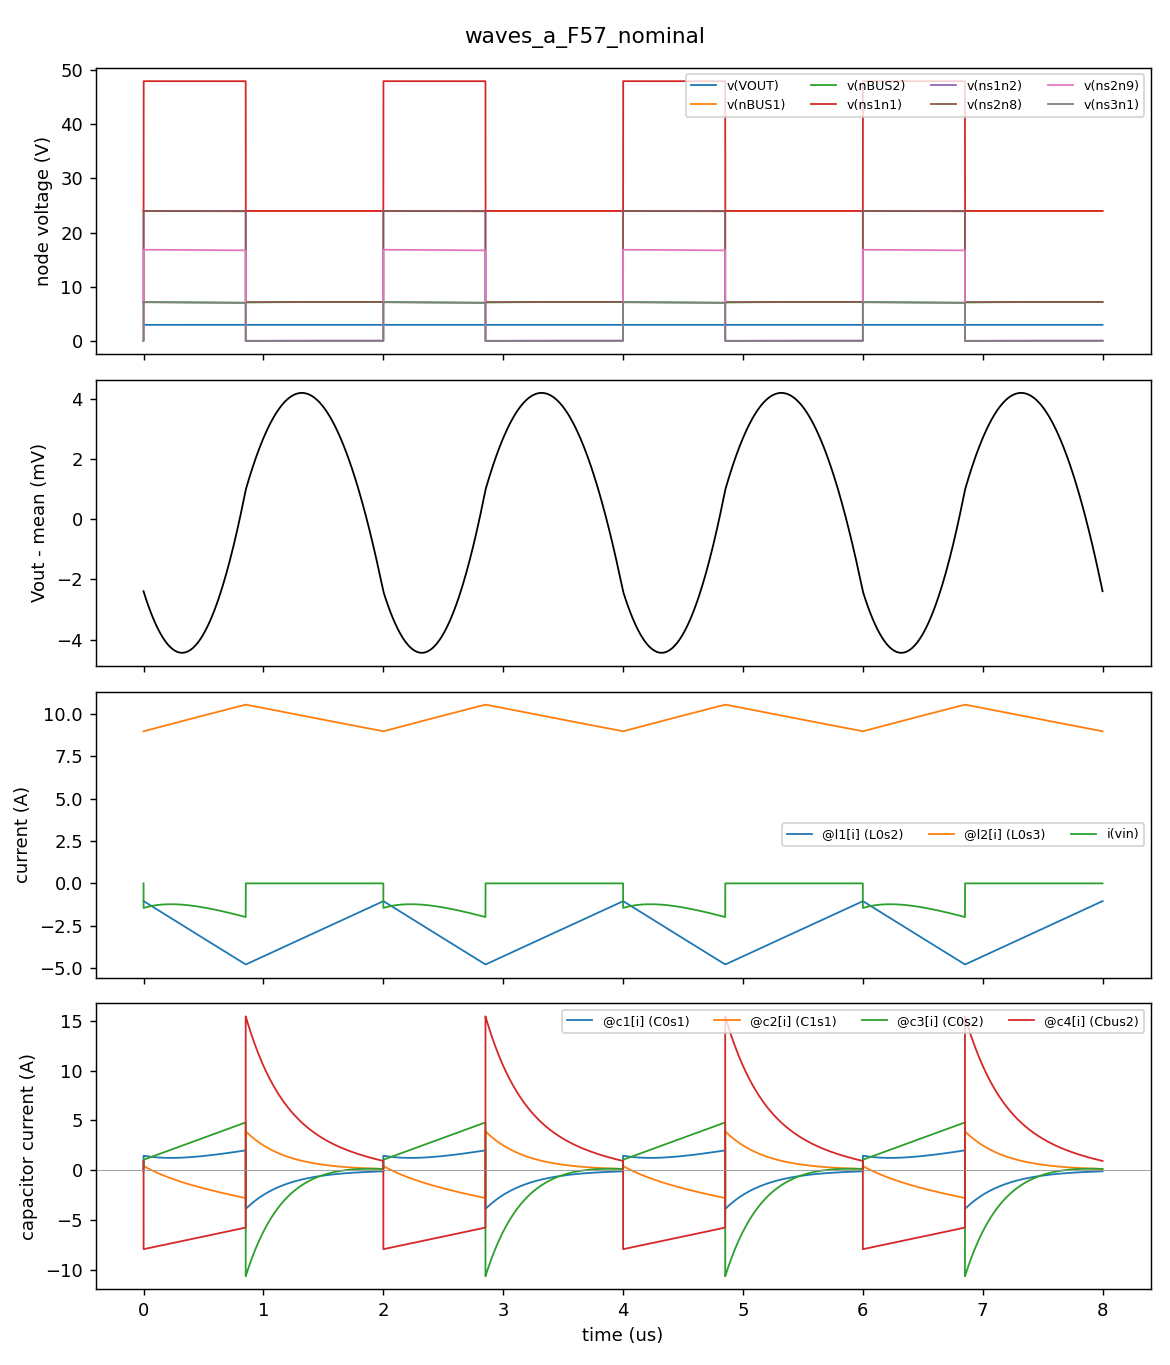 waves_a_F57_nominal
50
40
30
20
10
0
node voltage (V)
v(VOUT)
v(nBUS1)
v(nBUS2)
v(ns1n1)
v(ns1n2)
v(ns2n8)
v(ns2n9)
v(ns3n1)
4
2
0
−2
−4
Vout - mean (mV)
10.0
7.5
5.0
2.5
0.0
−2.5
−5.0
current (A)
@l1[i] (L0s2)
@l2[i] (L0s3)
i(vin)
15
10
5
0
−5
−10
capacitor current (A)
@c1[i] (C0s1)
@c2[i] (C1s1)
@c3[i] (C0s2)
@c4[i] (Cbus2)
0 1 2 3 4 5 6 7 8
time (us)